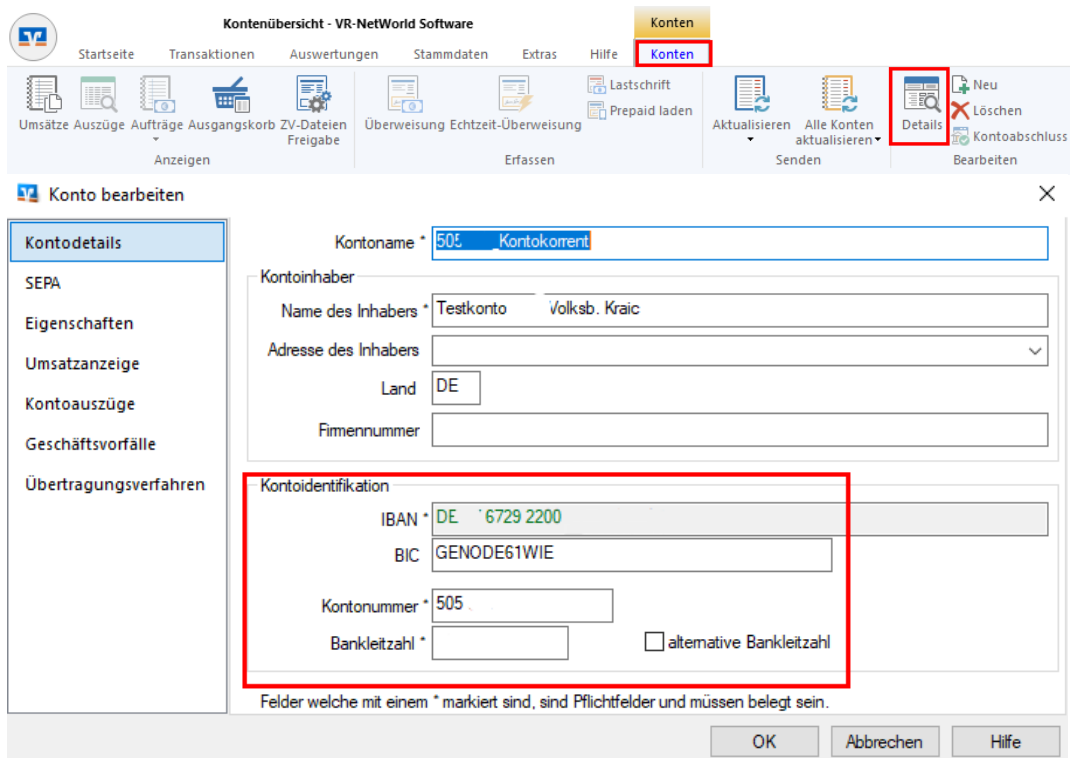 Kontenübersicht - VR-NetWorld Software
Konten
Startseite Transaktionen Auswertungen Stammdaten Extras Hilfe Konten
Umsätze Auszüge Aufträge Ausgangskorb ZV-Dateien Freigabe
Anzeigen
Überweisung Echtzeit-Überweisung
Lastschrift
Prepaid laden
Erfassen
Aktualisieren Alle Konten aktualisieren
Senden
Details
Neu
Löschen
Kontoabschluss
Bearbeiten
Konto bearbeiten
Kontodetails
SEPA
Eigenschaften
Umsatzanzeige
Kontoauszüge
Geschäftsvorfälle
Übertragungsverfahren
Kontoname * 505 _Kontokorrent
Kontoinhaber
Name des Inhabers * Testkonto Volksb. Kraic
Adresse des Inhabers
Land DE
Firmennummer
Kontoidentifikation
IBAN * DE 6729 2200
BIC GENODE61WIE
Kontonummer * 505
Bankleitzahl * alternative Bankleitzahl
Felder welche mit einem * markiert sind, sind Pflichtfelder und müssen belegt sein.
OK Abbrechen Hilfe